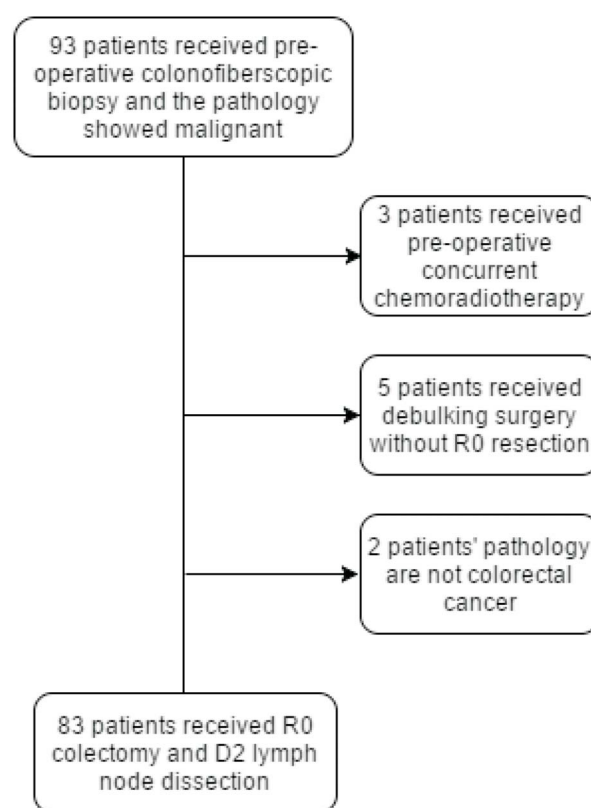 93 patients received pre-
operative colonofiberscopic
biopsy and the pathology
showed malignant
3 patients received
pre-operative
concurrent
chemoradiotherapy
5 patients received
debulking surgery
without R0 resection
2 patients' pathology
are not colorectal
cancer
83 patients received R0
colectomy and D2 lymph
node dissection